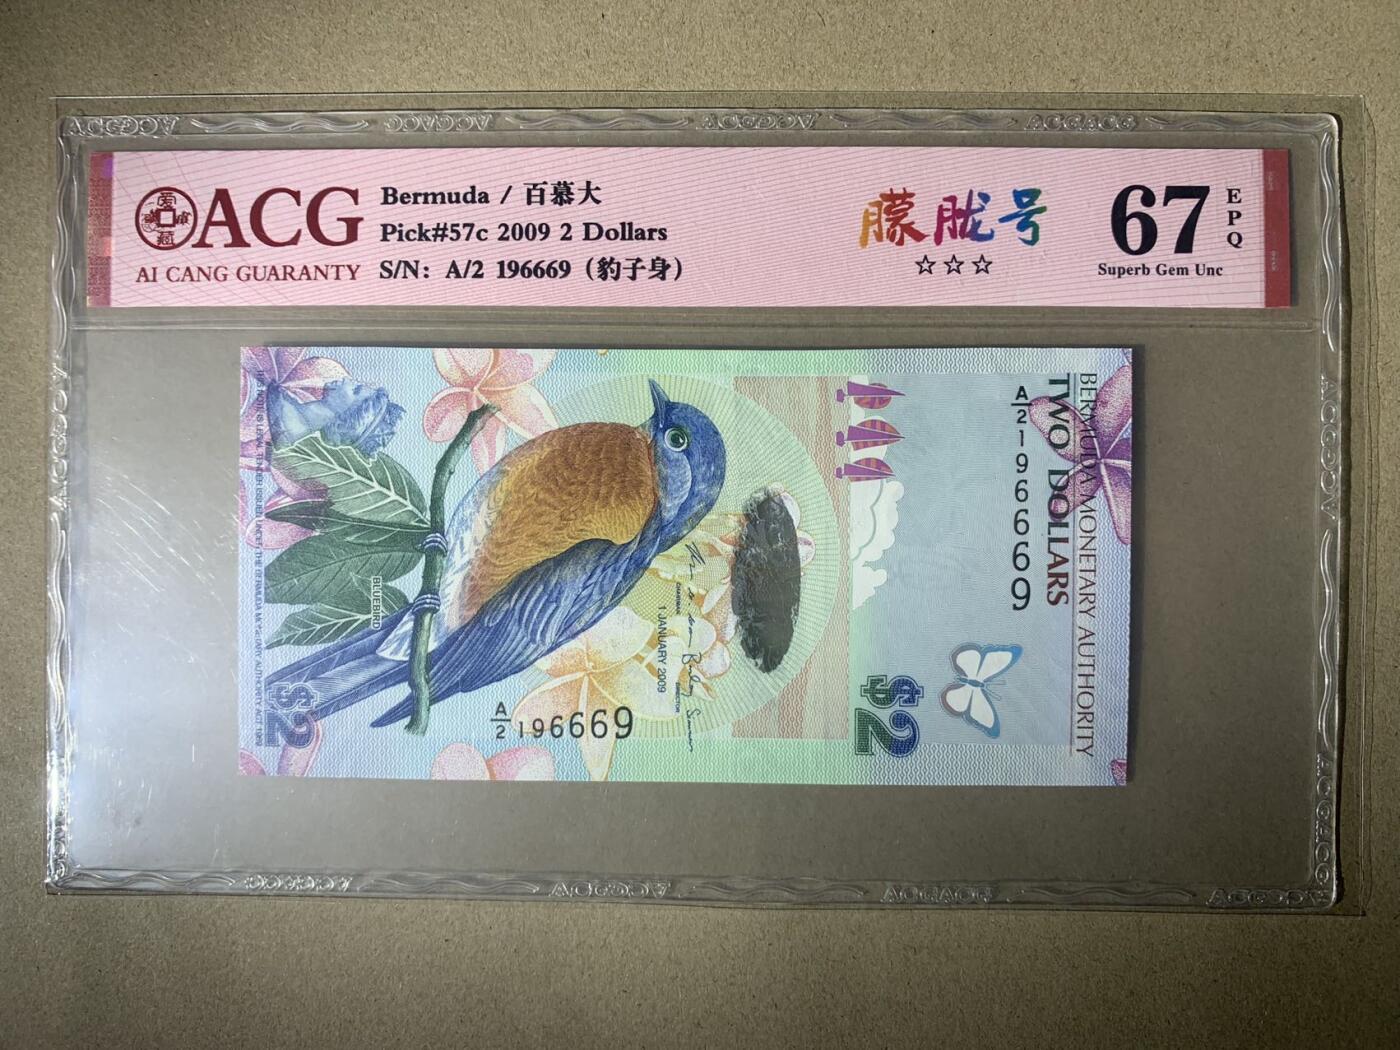 ACG
AI CANG GUARANTY
Bermuda / 百慕大
Pick#57c 2009 2 Dollars
S/N: A/2 196669 (豹子身)
朦胧号
☆☆☆
67
EPQ
Superb Gem Unc
BERMUDA MONETARY AUTHORITY
TWO DOLLARS
A/2 196669
$2
BLUEBIRD
CHAIRMAN
DIRECTOR
1 JANUARY 2009
A/2 196669
$2